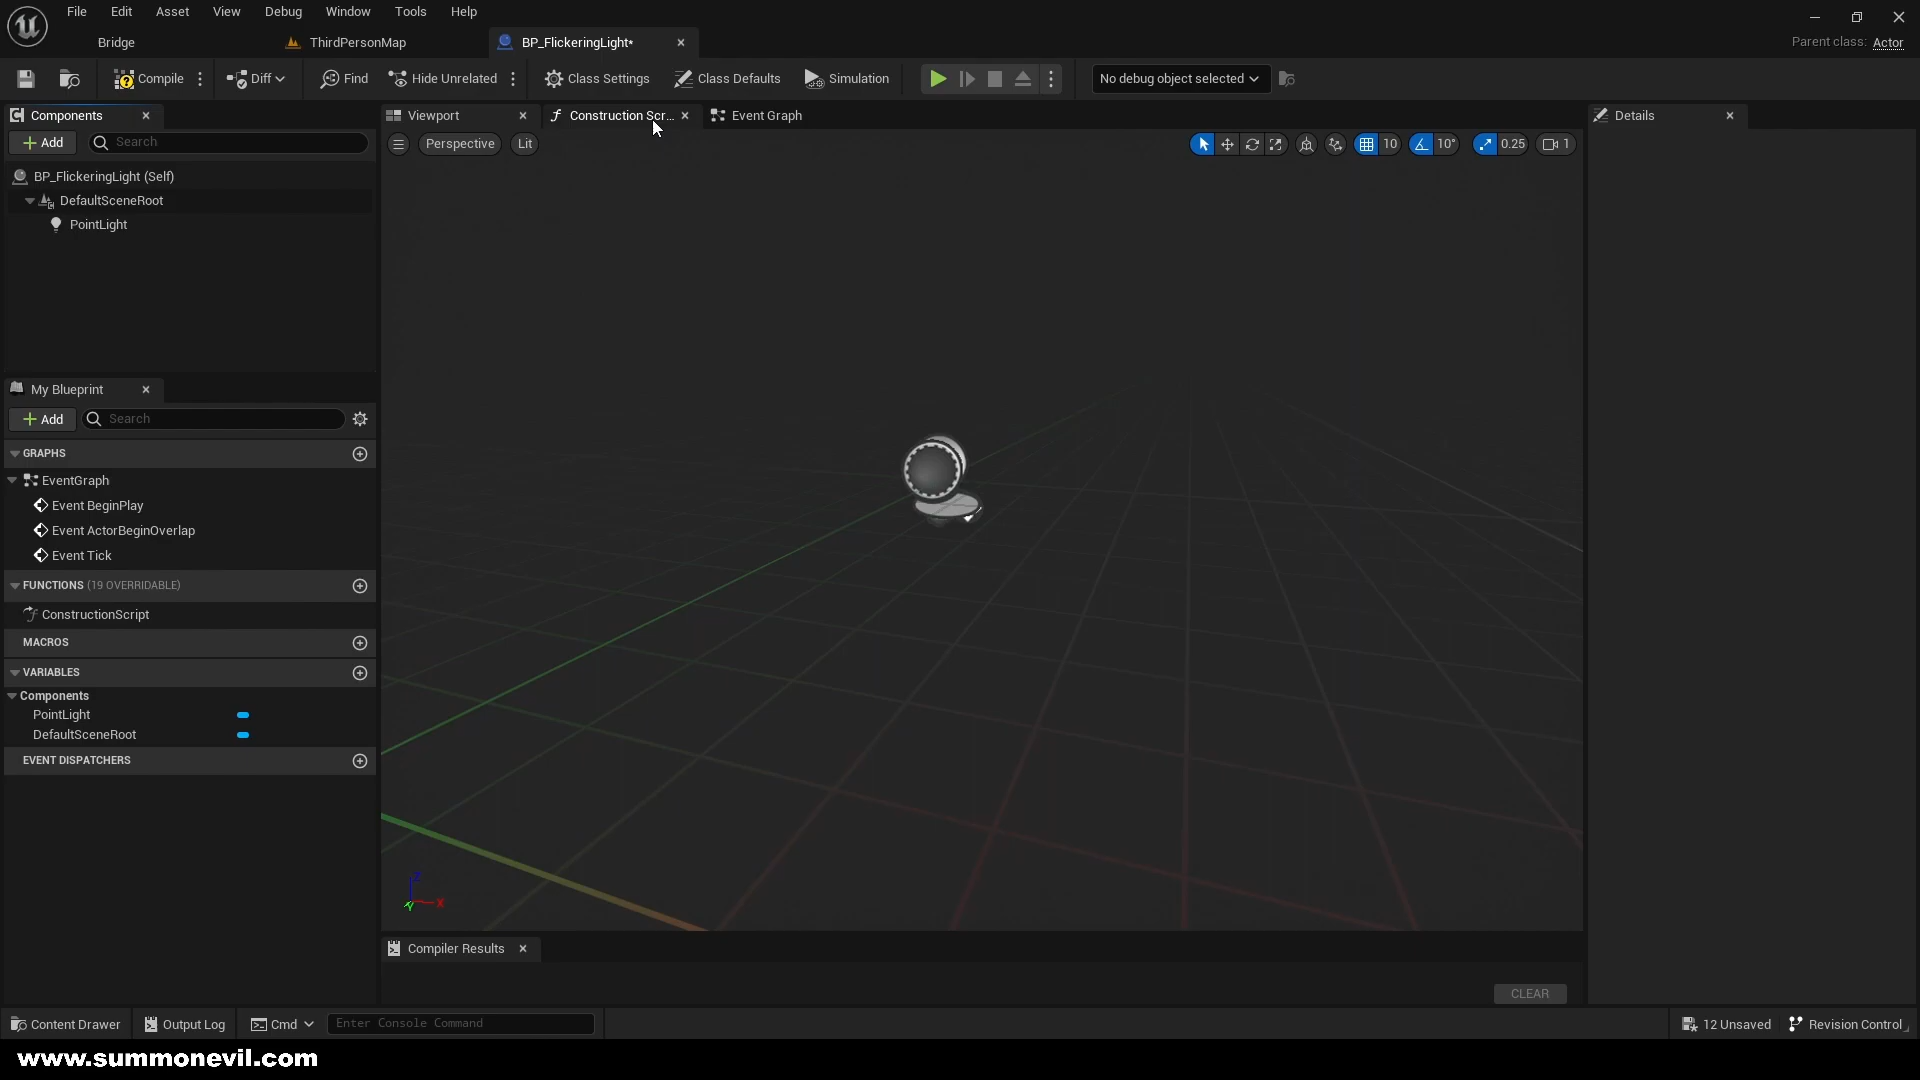 File Edit Asset View Debug Window Tools Help
Bridge ThirdPersonMap BP_FlickeringLight* Parent class: Actor
Compile Diff Find Hide Unrelated Class Settings Class Defaults Simulation No debug object selected
Components Viewport Construction Scr... Event Graph Details
Add Search Perspective Lit 10 10° 0.25 1
BP_FlickeringLight (Self)
DefaultSceneRoot
PointLight
My Blueprint
Add Search
GRAPHS
EventGraph
Event BeginPlay
Event ActorBeginOverlap
Event Tick
FUNCTIONS (19 OVERRIDABLE)
ConstructionScript
MACROS
VARIABLES
Components
PointLight
DefaultSceneRoot
EVENT DISPATCHERS
Z
X
Y
Compiler Results
CLEAR
Content Drawer Output Log Cmd Enter Console Command 12 Unsaved Revision Control
www.summonevil.com